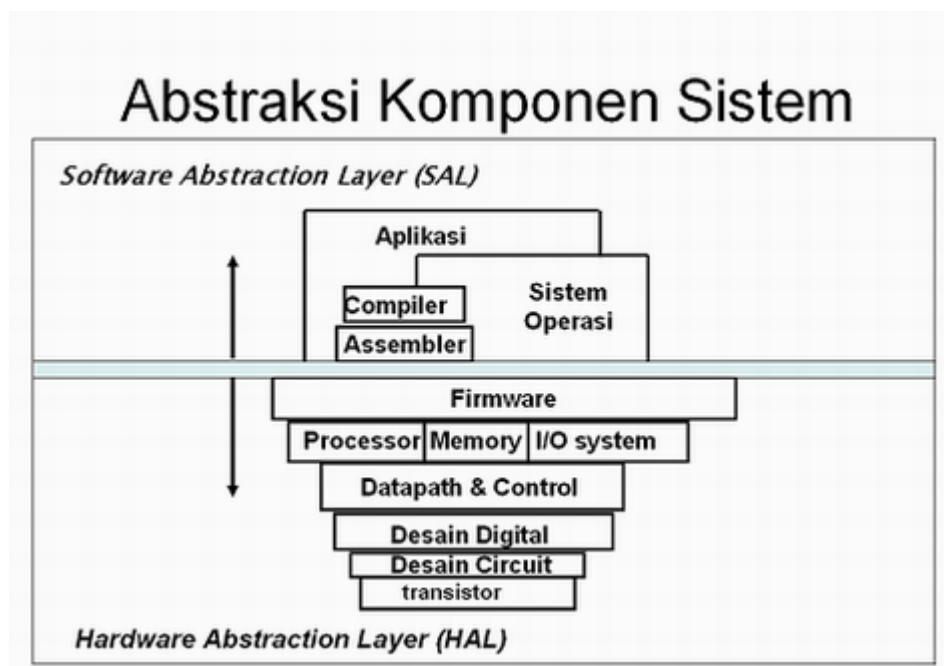 Abstraksi Komponen Sistem
Software Abstraction Layer (SAL)
Aplikasi
Sistem
Operasi
Compiler
Assembler
Firmware
Processor Memory I/O system
Datapath & Control
Desain Digital
Desain Circuit
transistor
Hardware Abstraction Layer (HAL)